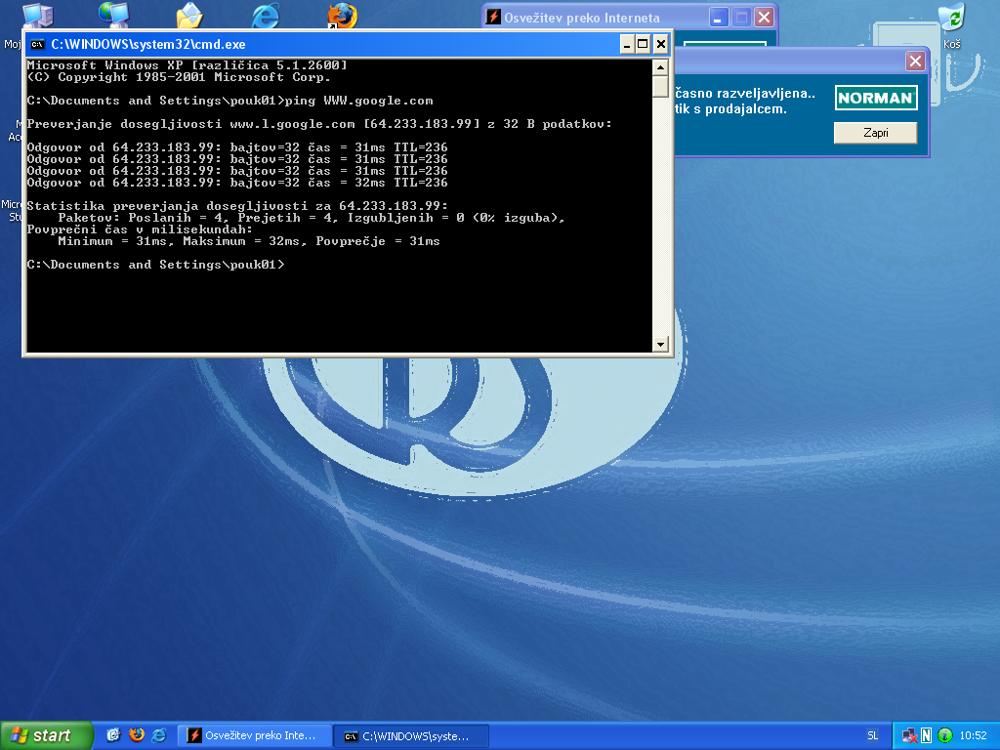 Osvežitev preko Interneta
C:\WINDOWS\system32\cmd.exe
Microsoft Windows XP [različica 5.1.2600]
(C) Copyright 1985-2001 Microsoft Corp.
C:\Documents and Settings\pouk01>ping WWW.google.com
Preverjanje dosegljivosti www.l.google.com [64.233.183.99] z 32 B podatkov:
Odgovor od 64.233.183.99: bajtov=32 čas = 31ms TTL=236
Odgovor od 64.233.183.99: bajtov=32 čas = 31ms TTL=236
Odgovor od 64.233.183.99: bajtov=32 čas = 31ms TTL=236
Odgovor od 64.233.183.99: bajtov=32 čas = 32ms TTL=236
Statistika preverjanja dosegljivosti za 64.233.183.99:
Paketov: Poslanih = 4, Prejetih = 4, Izgubljenih = 0 (0% izguba),
Povprečni čas v milisekundah:
Minimum = 31ms, Maksimum = 32ms, Povprečje = 31ms
C:\Documents and Settings\pouk01>
Koš
časno razveljavljena..
tik s prodajalcem.
NORMAN
Zapri
Moj
Micro
Stu
start
Osvežitev preko Inte...
C:\WINDOWS\syste...
SL
N
10:52